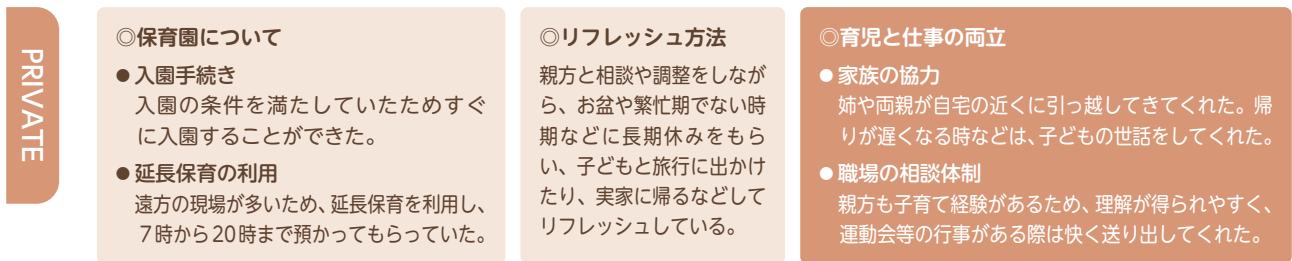 PRIVATE
◎保育園について
●入園手続き
入園の条件を満たしていたためすぐ
に入園することができた。
●延長保育の利用
遠方の現場が多いため、延長保育を利用し、
７時から20時まで預かってもらっていた。
◎リフレッシュ方法
親方と相談や調整をしなが
ら、お盆や繁忙期でない時
期などに長期休みをもら
い、子どもと旅行に出かけ
たり、実家に帰るなどして
リフレッシュしている。
◎育児と仕事の両立
●家族の協力
姉や両親が自宅の近くに引っ越してきてくれた。帰
りが遅くなる時などは、子どもの世話をしてくれた。
●職場の相談体制
親方も子育て経験があるため、理解が得られやすく、
運動会等の行事がある際は快く送り出してくれた。